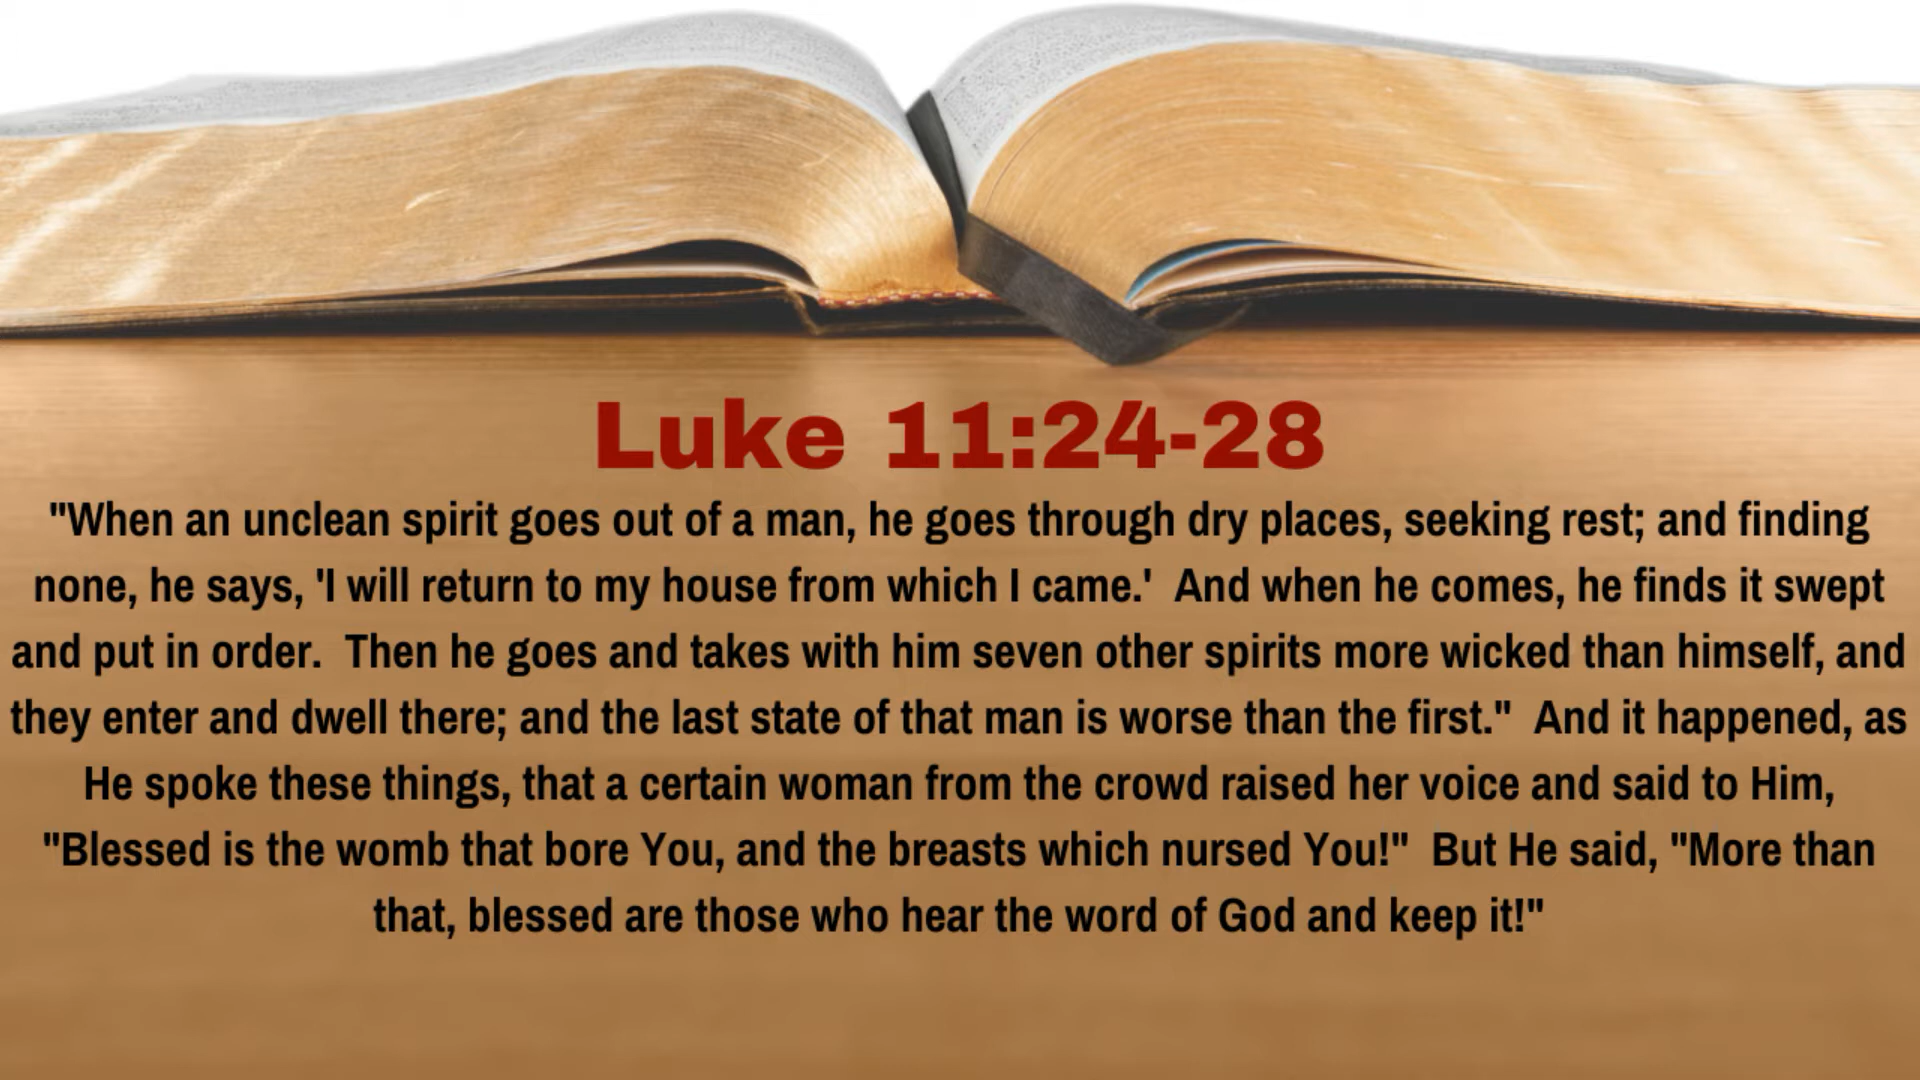 Luke 11:24-28
"When an unclean spirit goes out of a man, he goes through dry places, seeking rest; and finding
none, he says, 'I will return to my house from which I came.'  And when he comes, he finds it swept
and put in order.  Then he goes and takes with him seven other spirits more wicked than himself, and
they enter and dwell there; and the last state of that man is worse than the first."  And it happened, as
He spoke these things, that a certain woman from the crowd raised her voice and said to Him,
"Blessed is the womb that bore You, and the breasts which nursed You!"  But He said, "More than
that, blessed are those who hear the word of God and keep it!"